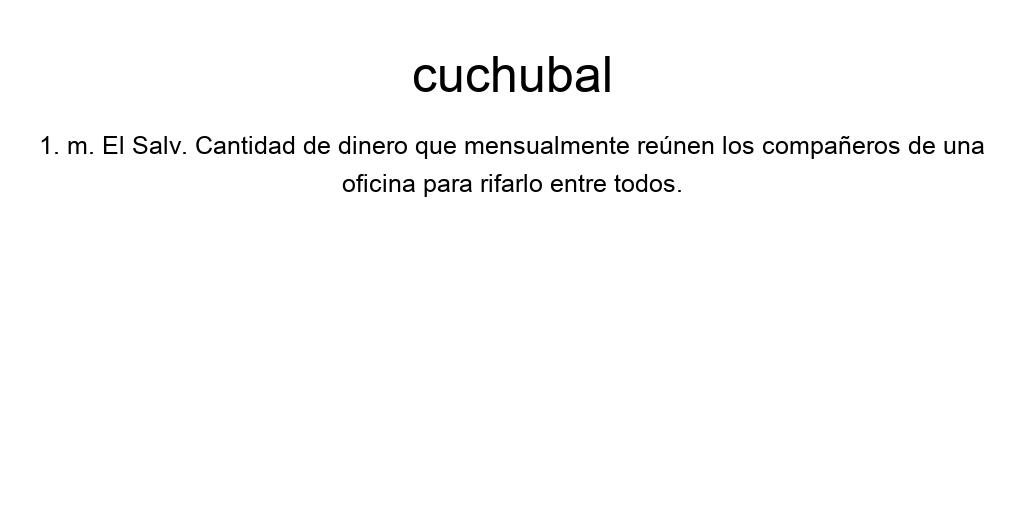 cuchubal
1. m. El Salv. Cantidad de dinero que mensualmente reúnen los compañeros de una
oficina para rifarlo entre todos.